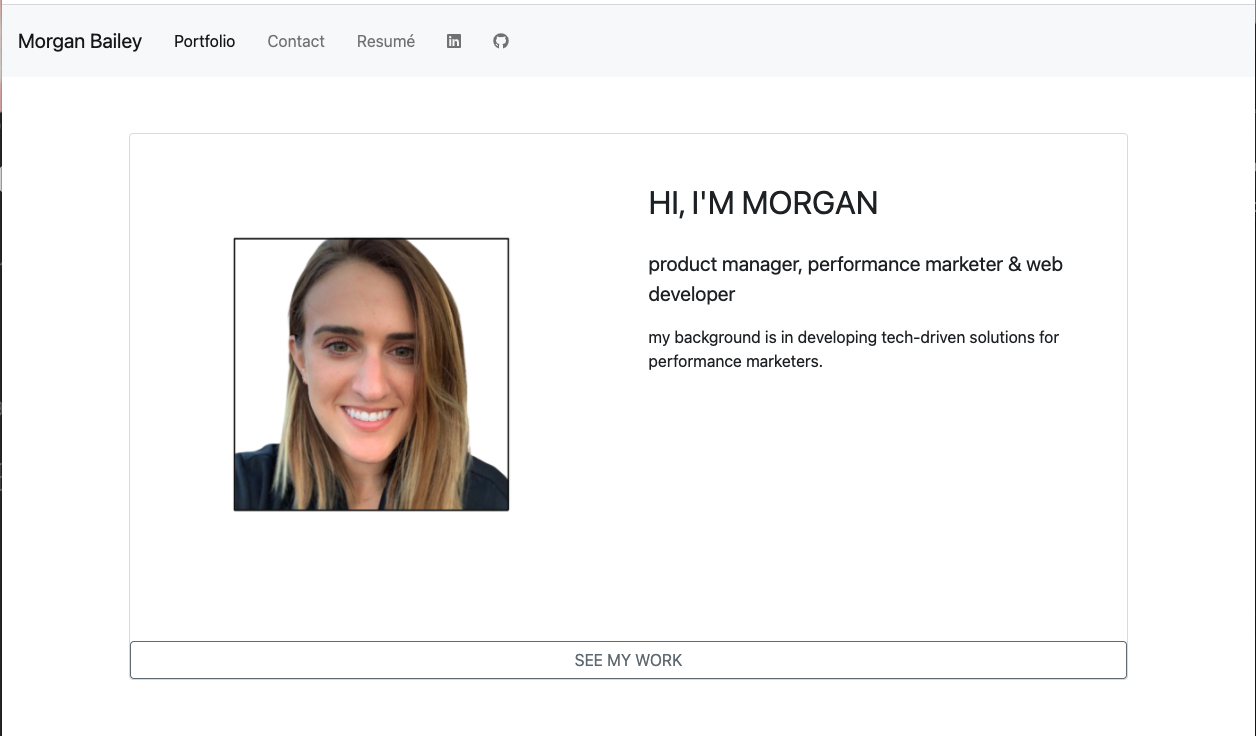 Morgan Bailey Portfolio Contact Resumé
HI, I'M MORGAN
product manager, performance marketer & web
developer
my background is in developing tech-driven solutions for
performance marketers.
SEE MY WORK